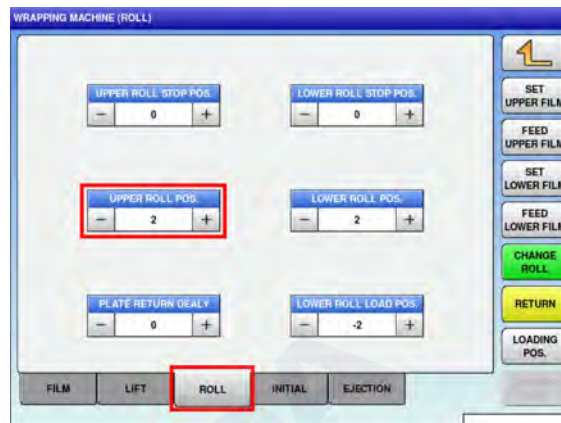 WRAPPING MACHINE (ROLL)
UPPER ROLL STOP POS.
− 0 +
LOWER ROLL STOP POS.
− 0 +
UPPER ROLL POS.
− 2 +
LOWER ROLL POS.
− 2 +
PLATE RETURN DEALY
− 0 +
LOWER ROLL LOAD POS.
− -2 +
FILM
LIFT
ROLL
INITIAL
EJECTION
SET
UPPER FILM
FEED
UPPER FILM
SET
LOWER FILM
FEED
LOWER FILM
CHANGE
ROLL
RETURN
LOADING
POS.